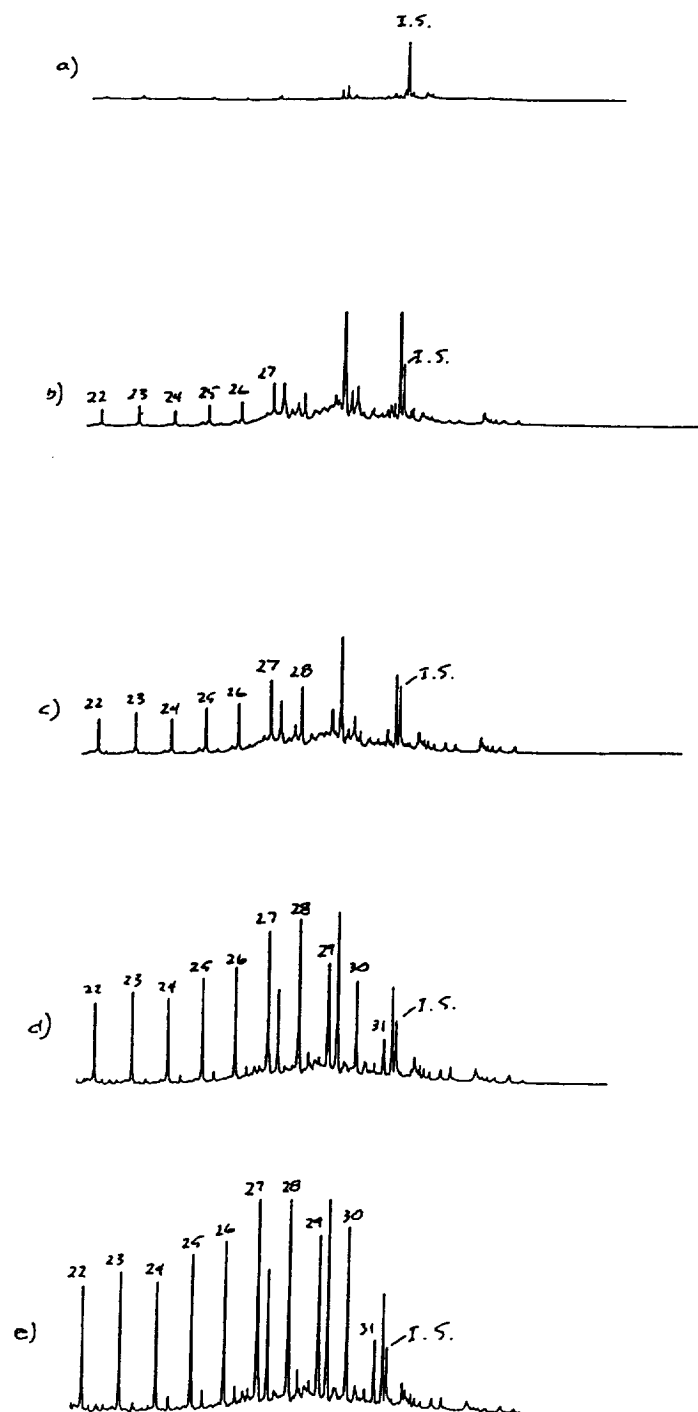 I.S.
a)
27
I.S.
b) 22 23 24 25 26
27 28 I.S.
c) 22 23 24 25 26
27 28
22 23 24 25 26 29 30
d) 31 I.S.
27 28
22 23 24 25 26 29 30
e) 31 I.S.